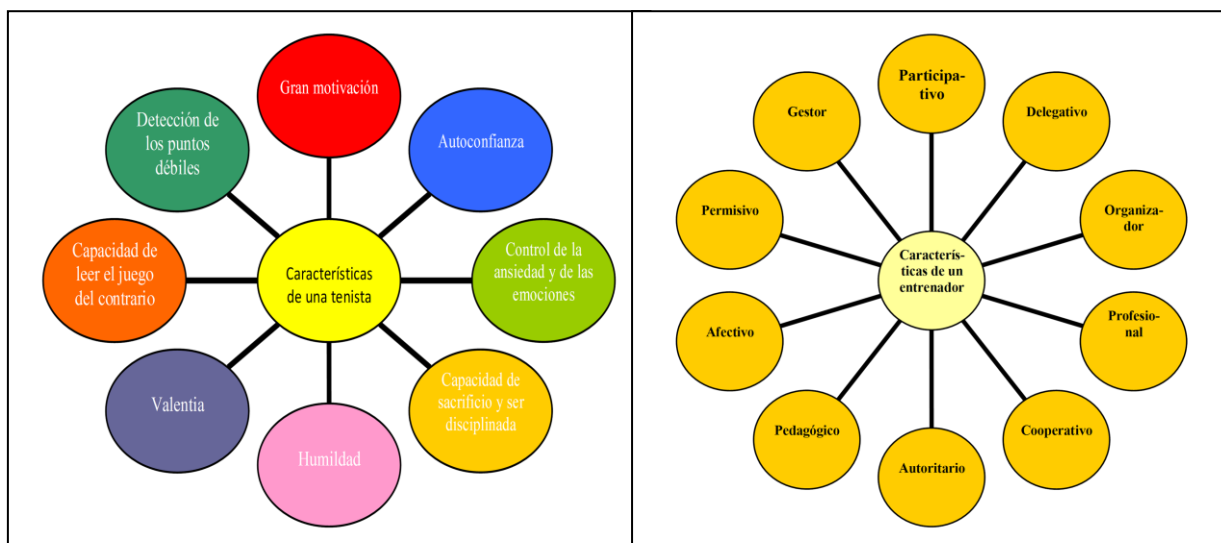 Gran motivación
Autoconfianza
Control de la
ansiedad y de las
emociones
Capacidad de
sacrificio y ser
disciplinada
Humildad
Valentia
Capacidad de
leer el juego
del contrario
Detección de
los puntos
débiles
Características
de una tenista
Participa-
tivo
Delegativo
Organiza-
dor
Profesio-
nal
Cooperativo
Autoritario
Pedagógico
Afectivo
Permisivo
Gestor
Caracterís-
ticas de un
entrenador